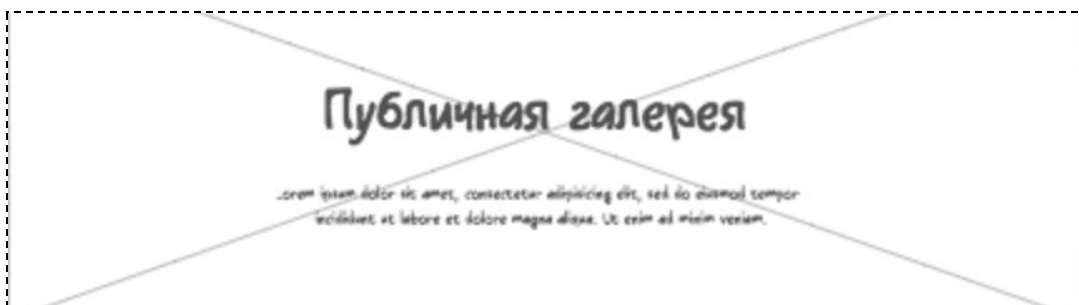 Публичная галерея
Lorem ipsum dolor sit amet, consectetur adipisicing elit, sed do eiusmod tempor
incididunt ut labore et dolore magna aliqua. Ut enim ad minim veniam.